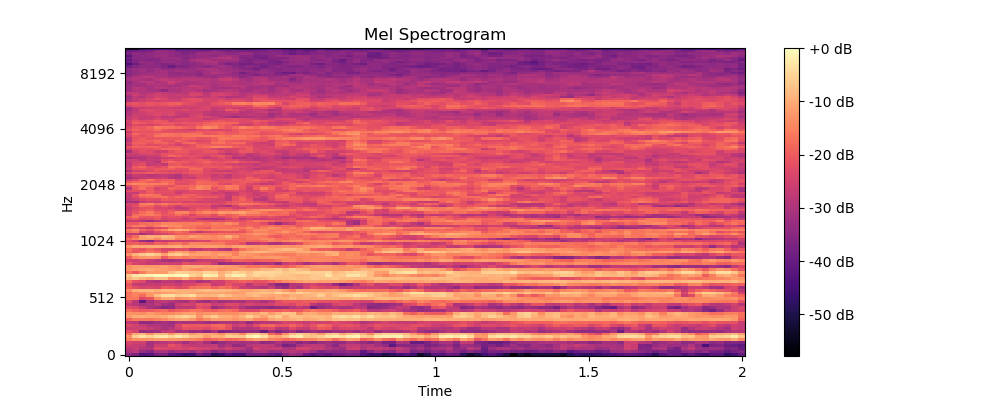 Mel Spectrogram
Hz
8192
4096
2048
1024
512
0
0 0.5 1 1.5 2
Time
+0 dB
-10 dB
-20 dB
-30 dB
-40 dB
-50 dB